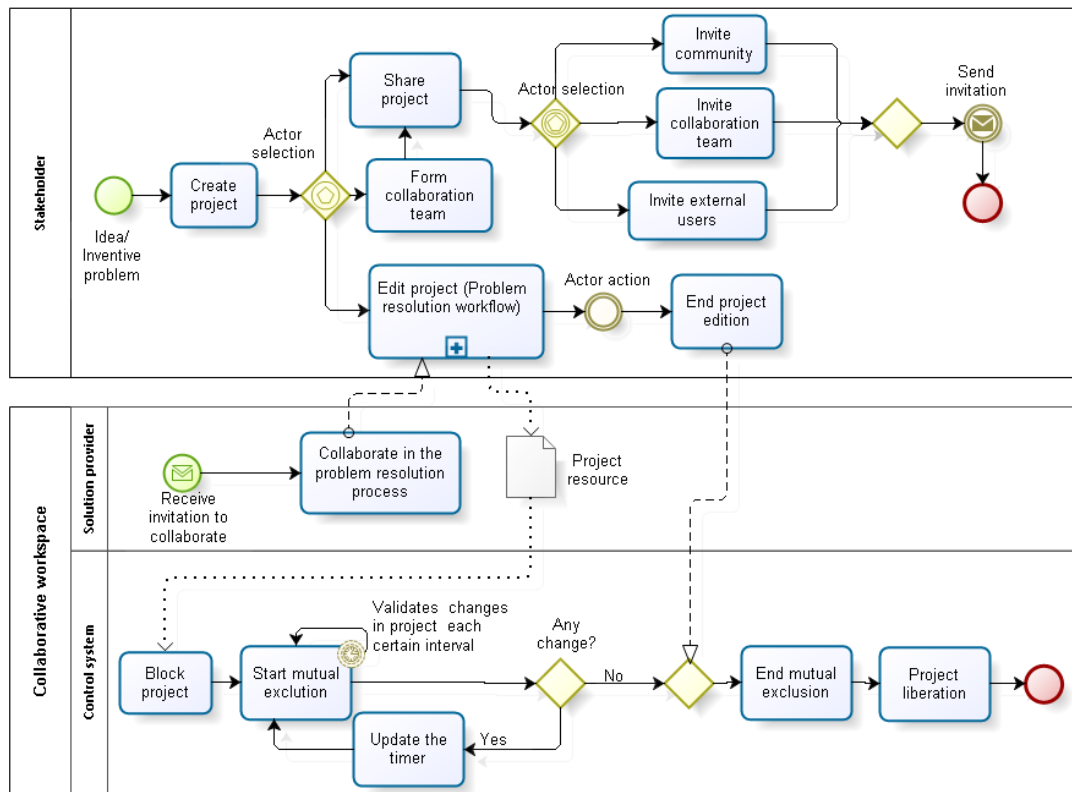 Stakeholder
Idea/
Inventive
problem
Create
project
Actor
selection
Share
project
Form
collaboration
team
Actor selection
Invite
community
Invite
collaboration
team
Invite external
users
Send
invitation
Edit project (Problem
resolution workflow)
Actor action
End project
edition
Collaborative workspace
Solution provider
Receive
invitation to
collaborate
Collaborate in the
problem resolution
process
Project
resource
Control system
Block
project
Start mutual
exclution
Validates changes
in project each
certain interval
Any
change?
No
Yes
Update the
timer
End mutual
exclusion
Project
liberation